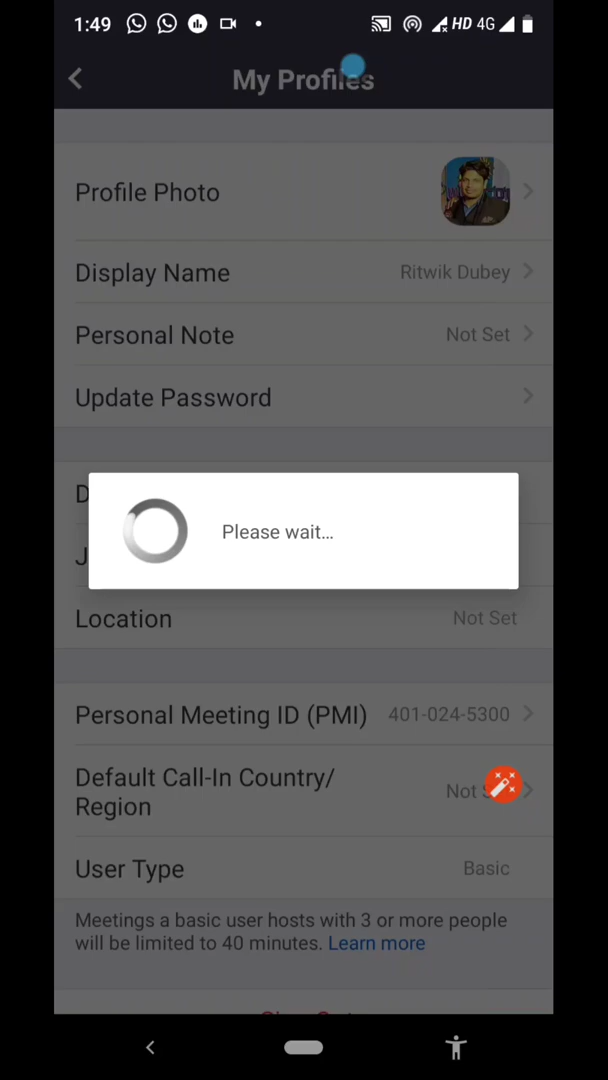 1:49 HD 4G
My Profiles
Profile Photo
Display Name Ritwik Dubey
Personal Note Not Set
Update Password
D
Please wait...
J
Location Not Set
Personal Meeting ID (PMI) 401-024-5300
Default Call-In Country/
Region Not
User Type Basic
Meetings a basic user hosts with 3 or more people
will be limited to 40 minutes. Learn more